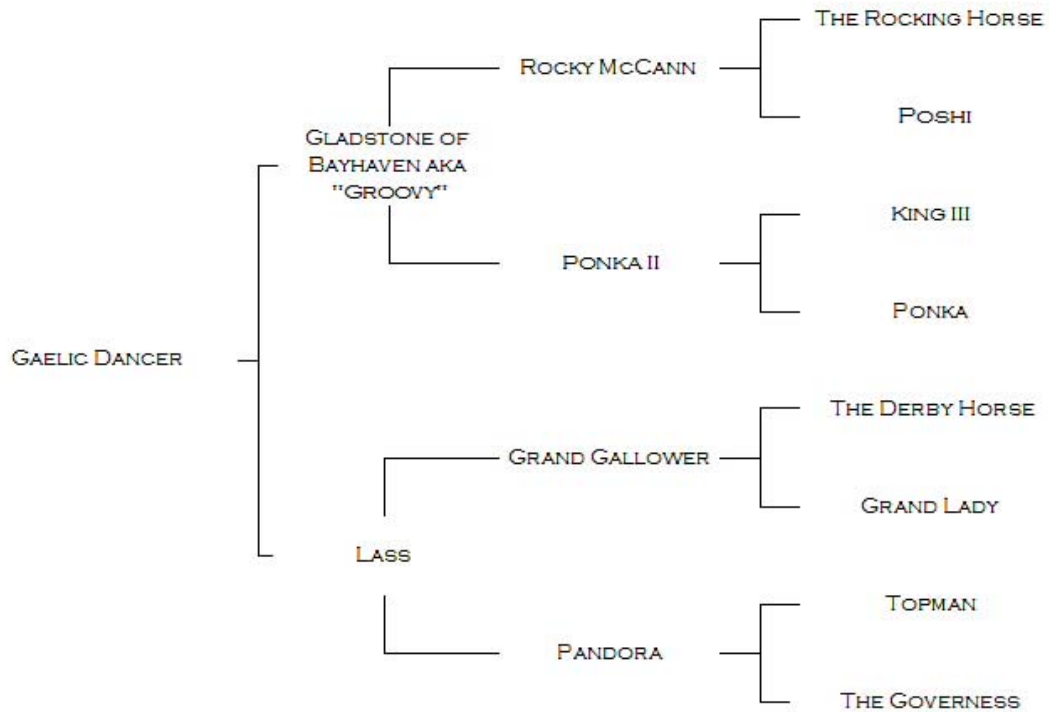 The Rocking Horse
Rocky McCann
Poshi
Gladstone of
Bayhaven aka
"Groovy"
King III
Ponka II
Ponka
Gaelic Dancer
The Derby Horse
Grand Gallower
Grand Lady
Lass
Topman
Pandora
The Governess